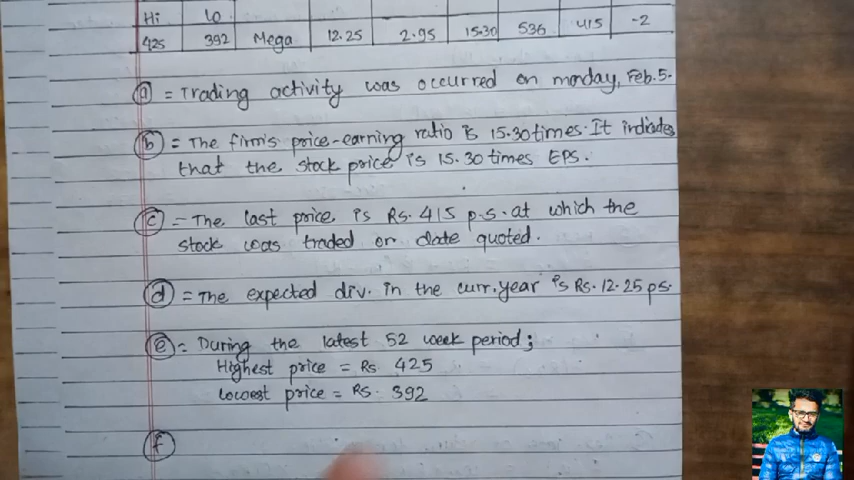 Hi Lo
425 392 Mega 12.25 2.95 15.30 536 415 -2
(a) = Trading activity was occurred on monday, Feb. 5.
(b) = The firm's price-earning ratio is 15.30 times. It indicates
that the stock price is 15.30 times EPS.
(c) = The last price is Rs. 415 p.s. at which the
stock was traded on date quoted.
(d) = The expected div. in the curr. year is Rs. 12.25 ps.
(e) = During the latest 52 week period;
Highest price = Rs 425
Lowest price = Rs. 392
(f)